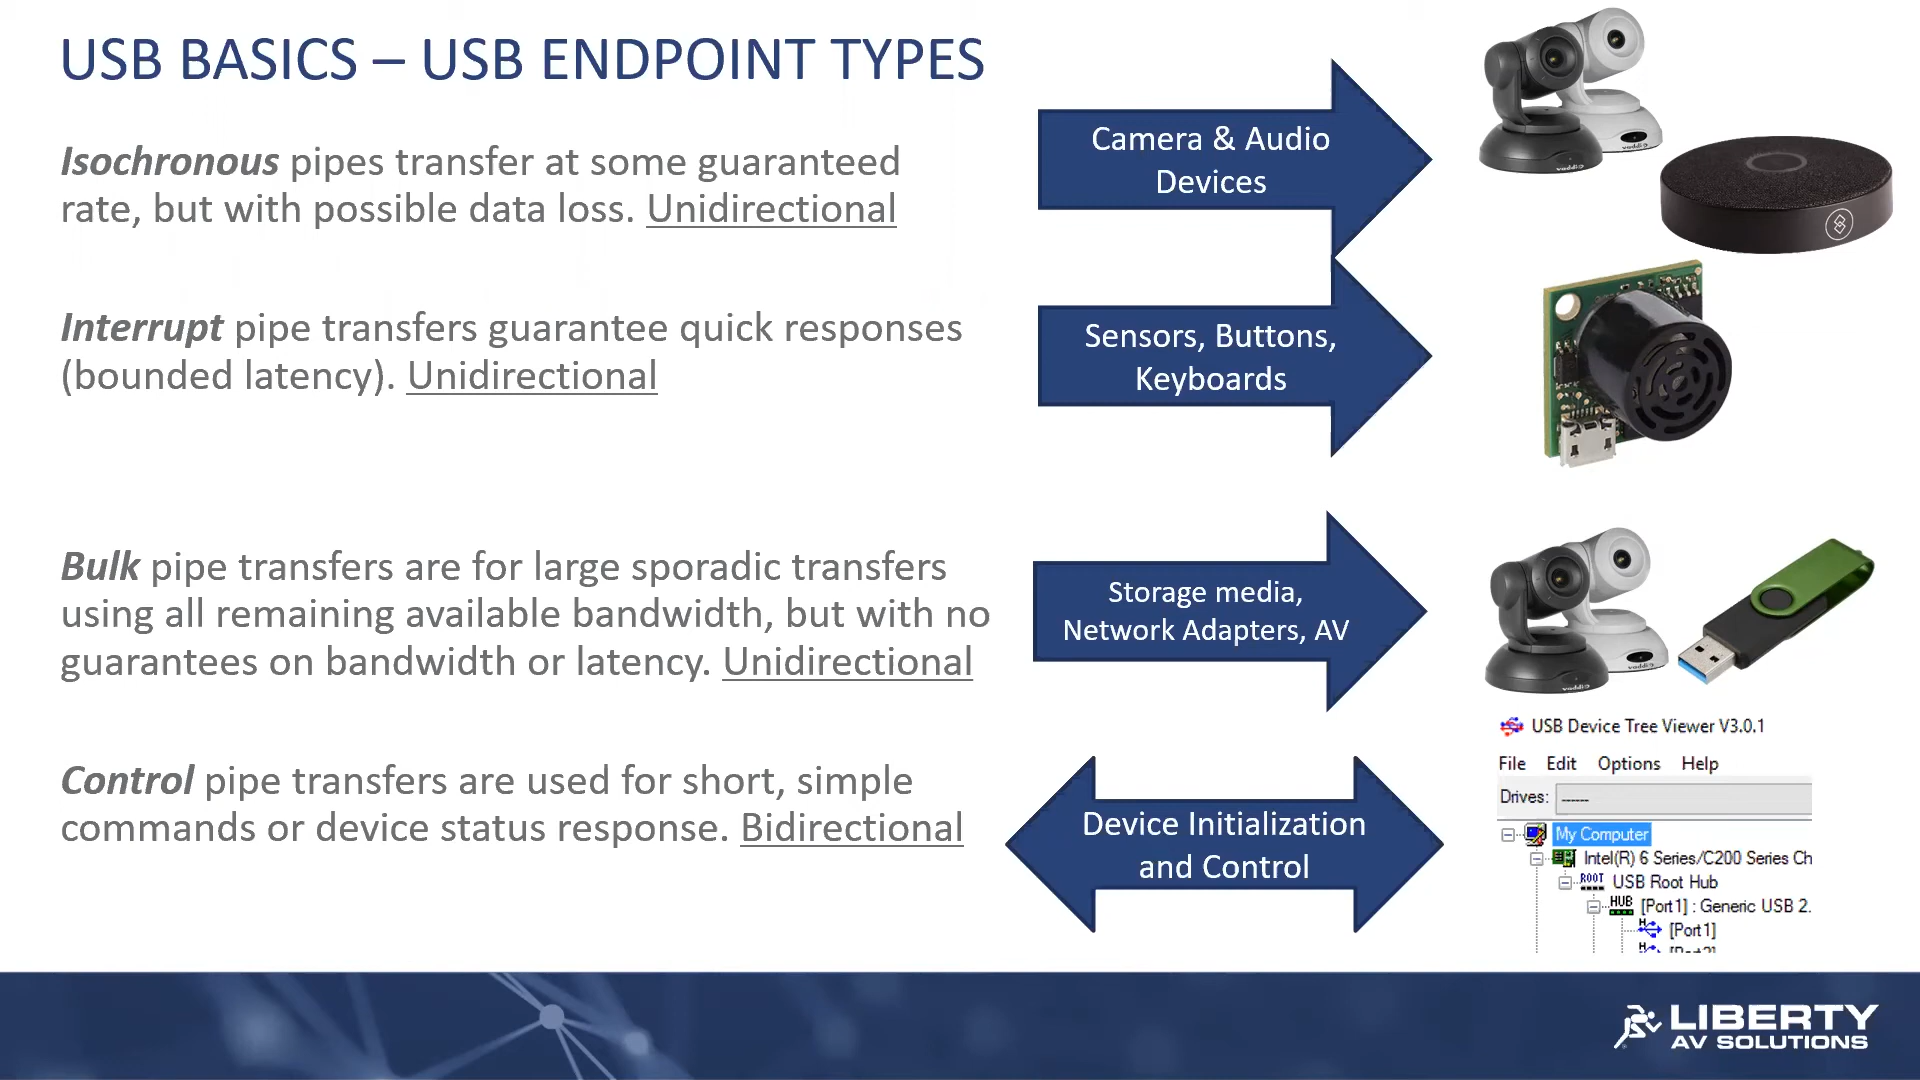 USB BASICS – USB ENDPOINT TYPES
Isochronous pipes transfer at some guaranteed
rate, but with possible data loss. Unidirectional
Camera & Audio
Devices
Interrupt pipe transfers guarantee quick responses
(bounded latency). Unidirectional
Sensors, Buttons,
Keyboards
Bulk pipe transfers are for large sporadic transfers
using all remaining available bandwidth, but with no
guarantees on bandwidth or latency. Unidirectional
Storage media,
Network Adapters, AV
Control pipe transfers are used for short, simple
commands or device status response. Bidirectional
Device Initialization
and Control
USB Device Tree Viewer V3.0.1
File Edit Options Help
Drives: ------
My Computer
Intel(R) 6 Series/C200 Series Ch
ROOT USB Root Hub
HUB [Port1] : Generic USB 2.
H [Port1]
LIBERTY
AV SOLUTIONS